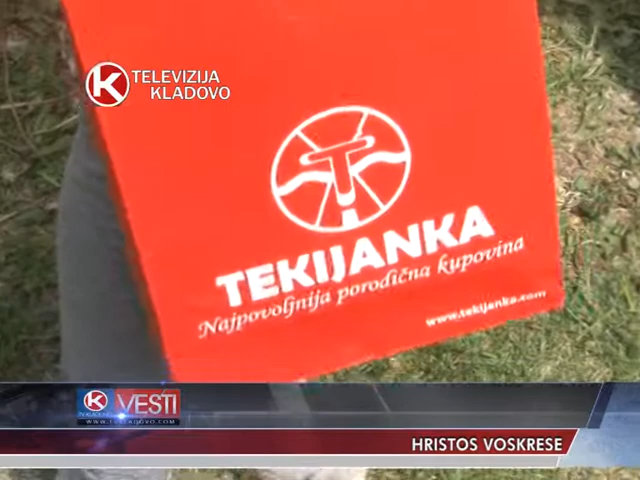 TELEVIZIJA
KLADOVO
TEKIJANKA
Najpovoljnija porodična kupovina
www.tekijanka.com
VESTI
HRISTOS VOSKRESE